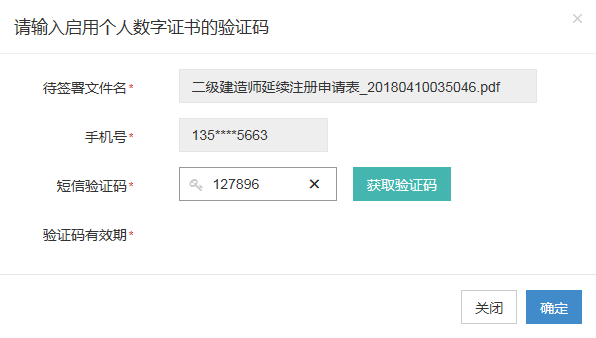 请输入启用个人数字证书的验证码
×
待签署文件名* 二级建造师延续注册申请表_20180410035046.pdf
手机号* 135****5663
短信验证码* 127896 × 获取验证码
验证码有效期*
关闭 确定